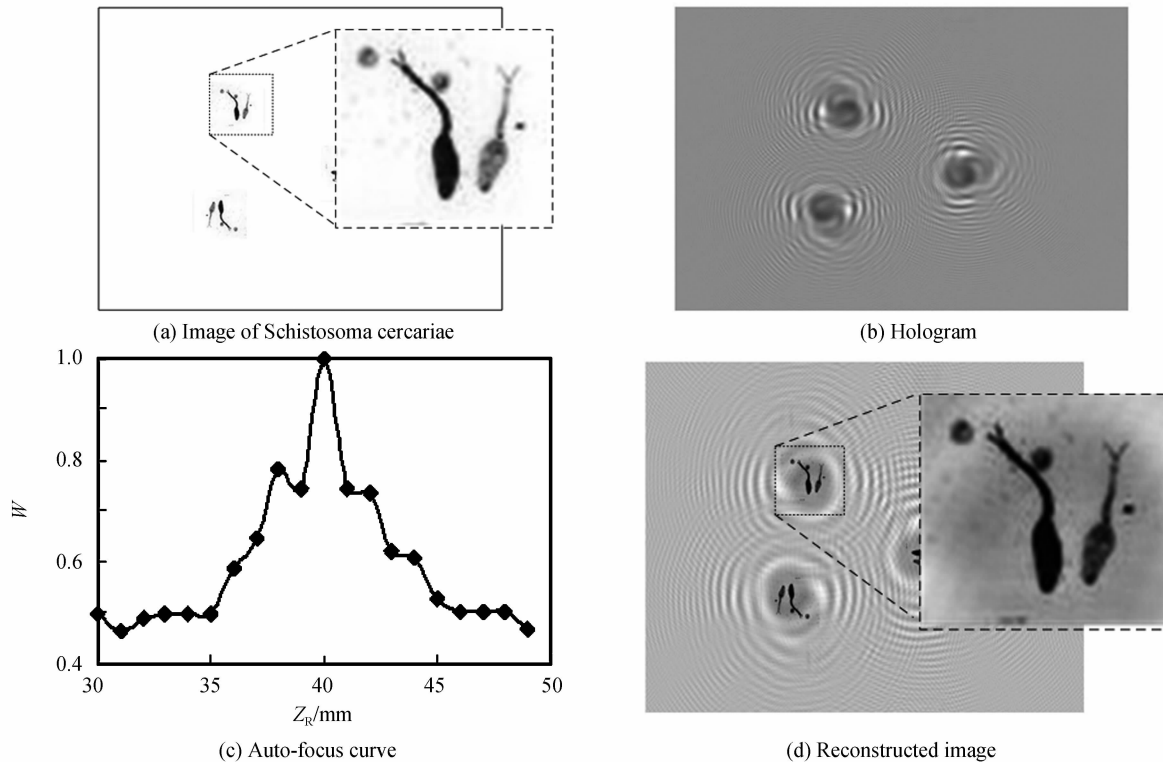 (a) Image of Schistosoma cercariae
(b) Hologram
1.0
0.8
0.6
0.4
W
30
35
40
45
50
Z_R/mm
(c) Auto-focus curve
(d) Reconstructed image